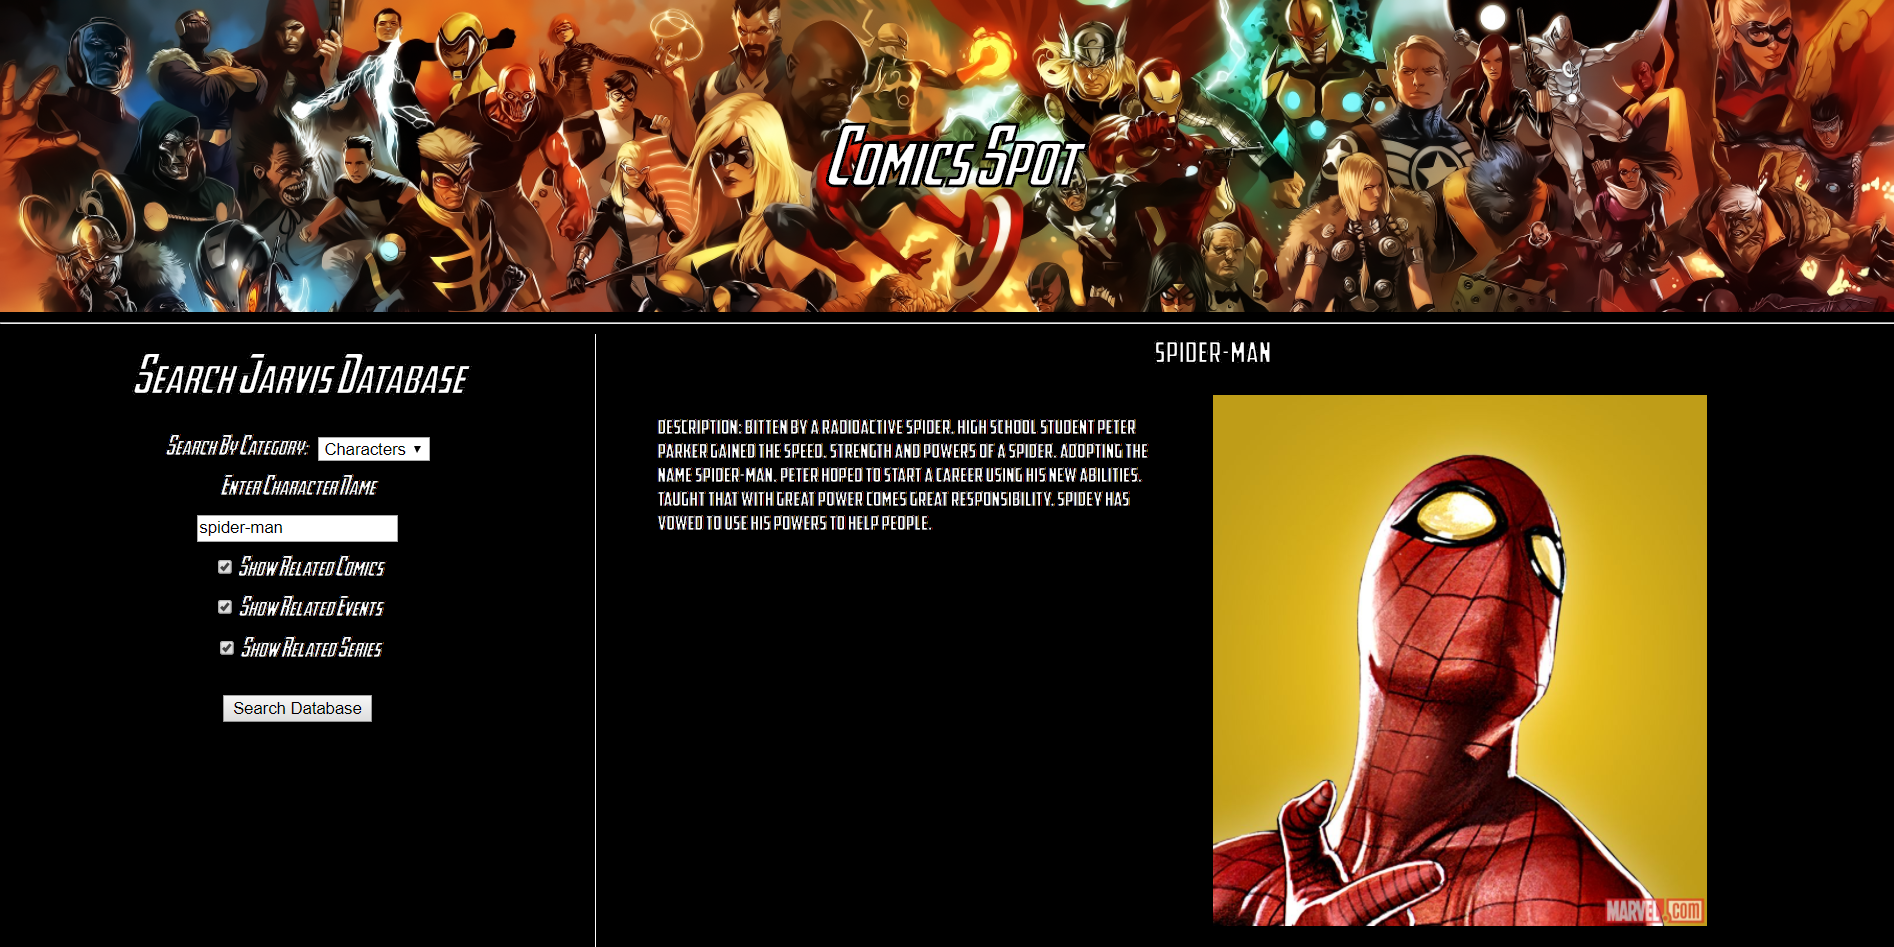 Comics Spot
Search Jarvis Database
Search By Category: Characters
Enter Character Name
spider-man
Show Related Comics
Show Related Events
Show Related Series
Search Database
SPIDER-MAN
DESCRIPTION: BITTEN BY A RADIOACTIVE SPIDER, HIGH SCHOOL STUDENT PETER
PARKER GAINED THE SPEED, STRENGTH AND POWERS OF A SPIDER. ADOPTING THE
NAME SPIDER-MAN, PETER HOPED TO START A CAREER USING HIS NEW ABILITIES.
TAUGHT THAT WITH GREAT POWER COMES GREAT RESPONSIBILITY, SPIDEY HAS
VOWED TO USE HIS POWERS TO HELP PEOPLE.
MARVEL.com